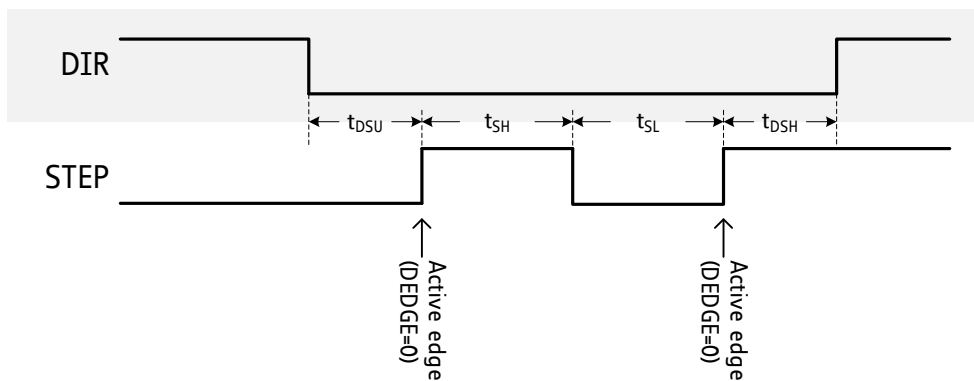 DIR
tDSU
tSH
tSL
tDSH
STEP
Active edge
(DEDGE=0)
Active edge
(DEDGE=0)